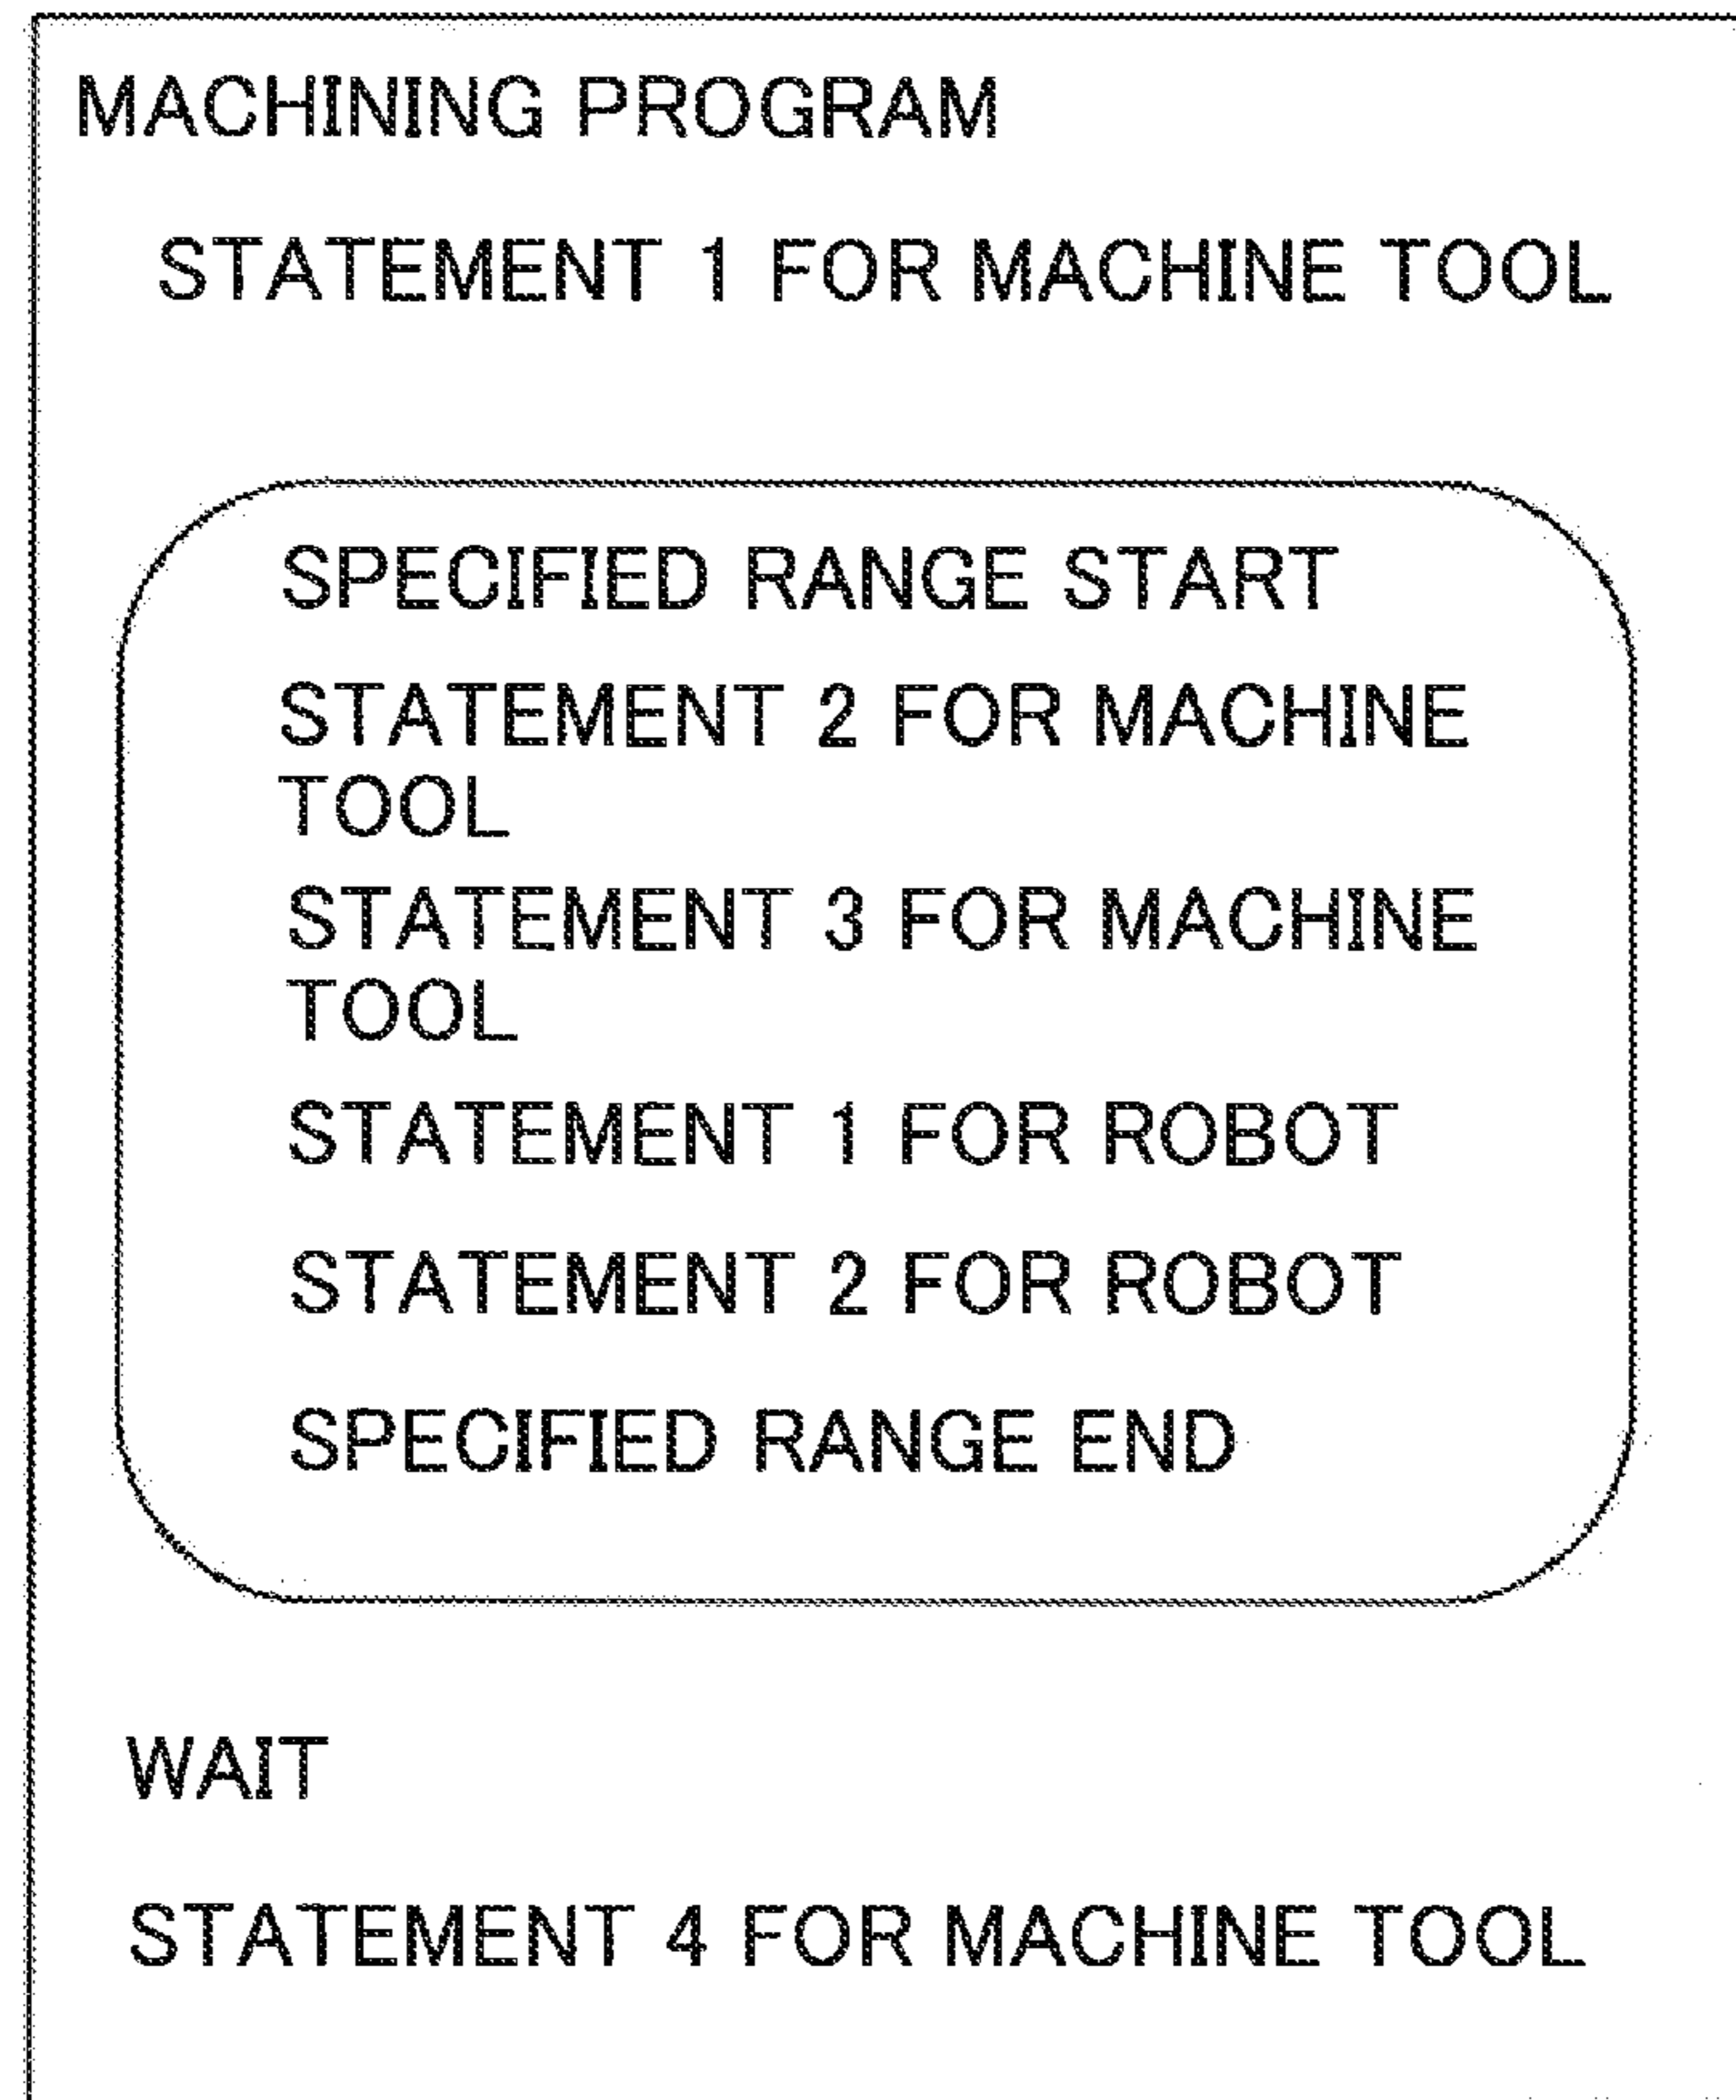 MACHINING PROGRAM
STATEMENT 1 FOR MACHINE TOOL
SPECIFIED RANGE START
STATEMENT 2 FOR MACHINE
TOOL
STATEMENT 3 FOR MACHINE
TOOL
STATEMENT 1 FOR ROBOT
STATEMENT 2 FOR ROBOT
SPECIFIED RANGE END
WAIT
STATEMENT 4 FOR MACHINE TOOL